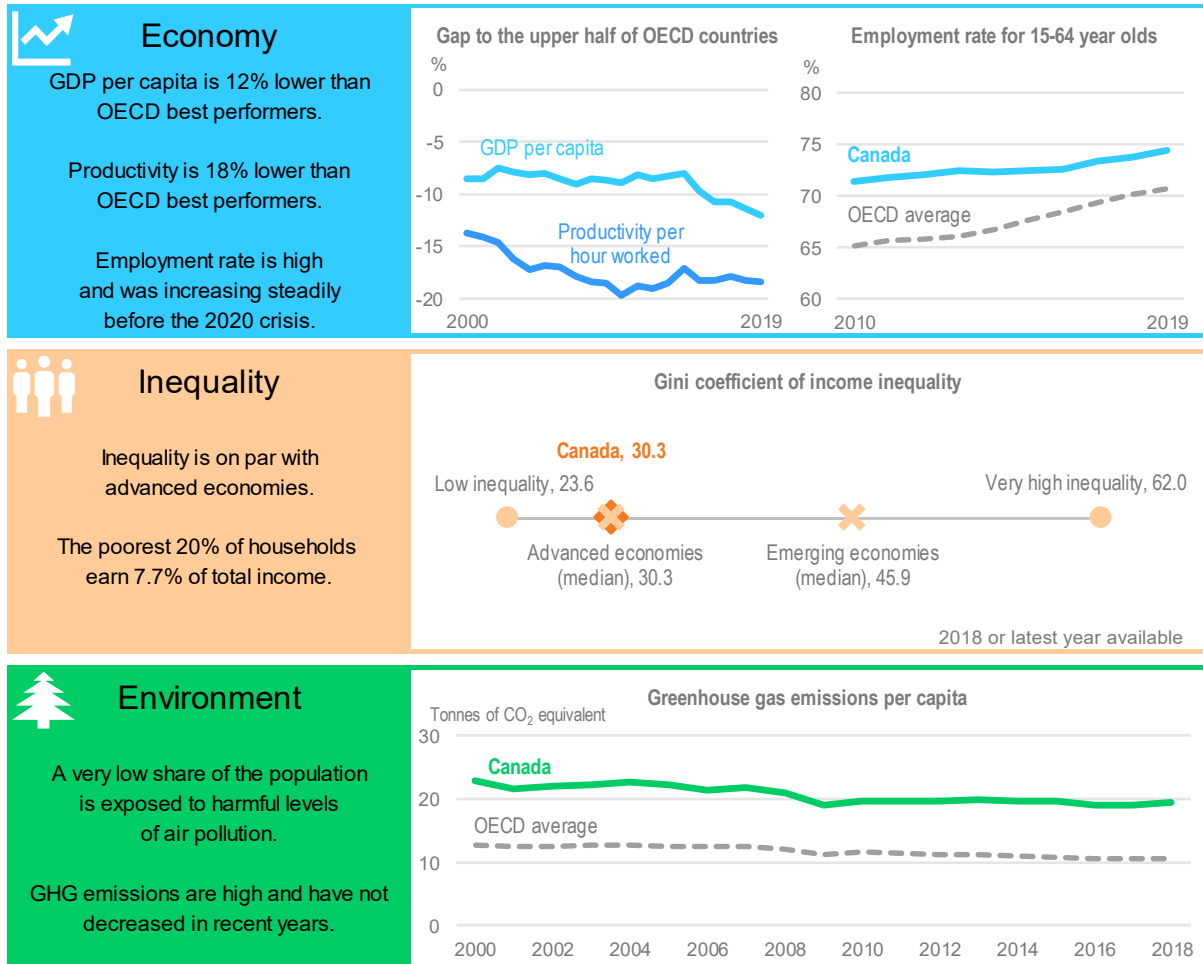 Economy
GDP per capita is 12% lower than
OECD best performers.
Productivity is 18% lower than
OECD best performers.
Employment rate is high
and was increasing steadily
before the 2020 crisis.
Gap to the upper half of OECD countries
%
0
-5
-10
-15
-20
GDP per capita
Productivity per
hour worked
2000
2019
Employment rate for 15-64 year olds
%
80
75
70
65
60
Canada
OECD average
2010
2019
Inequality
Inequality is on par with
advanced economies.
The poorest 20% of households
earn 7.7% of total income.
Gini coefficient of income inequality
Canada, 30.3
Low inequality, 23.6
Very high inequality, 62.0
Advanced economies
(median), 30.3
Emerging economies
(median), 45.9
2018 or latest year available
Environment
A very low share of the population
is exposed to harmful levels
of air pollution.
GHG emissions are high and have not
decreased in recent years.
Greenhouse gas emissions per capita
Tonnes of CO₂ equivalent
30
20
10
0
Canada
OECD average
2000 2002 2004 2006 2008 2010 2012 2014 2016 2018